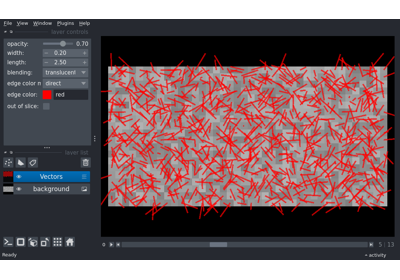 File View Window Plugins Help
layer controls
opacity: 0.70
width: - 0.20 +
length: - 2.50 +
blending: translucent
edge color m direct
edge color: red
out of slice:
layer list
Vectors
background
5 | 13
Ready
activity